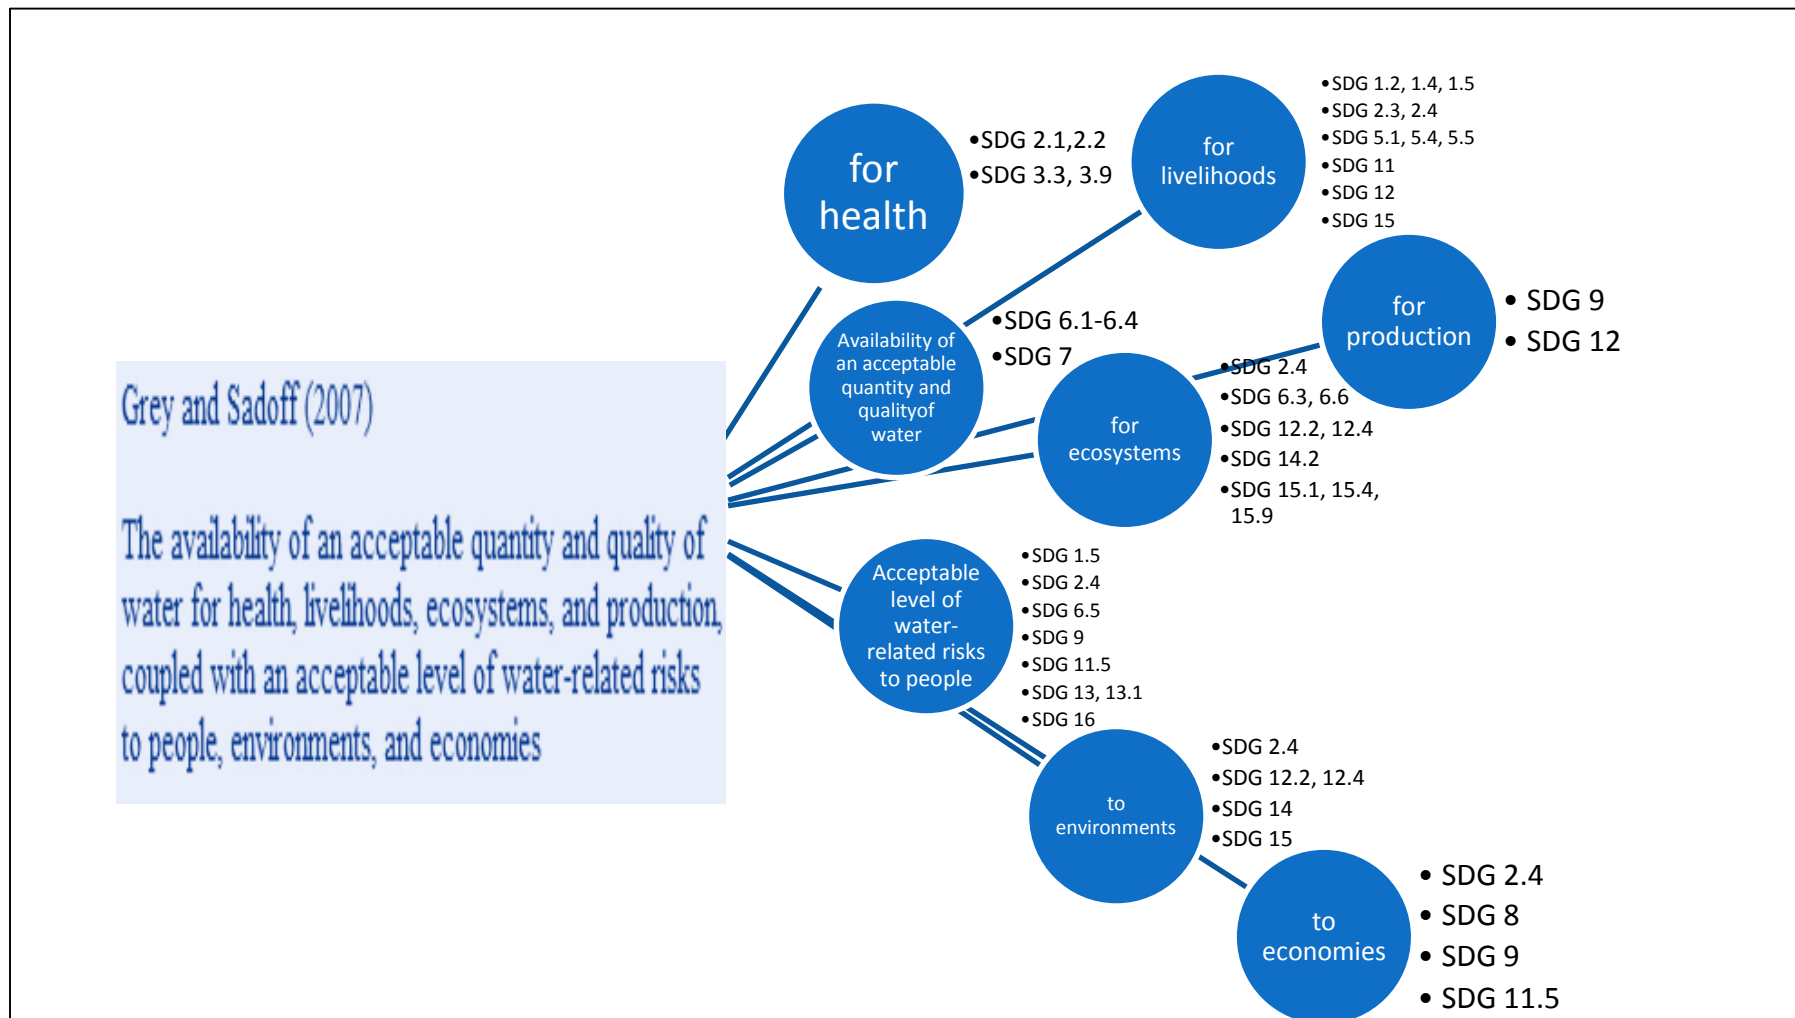 Grey and Sadoff (2007)
The availability of an acceptable quantity and quality of
water for health, livelihoods, ecosystems, and production,
coupled with an acceptable level of water-related risks
to people, environments, and economies
for
health
•SDG 2.1,2.2
•SDG 3.3, 3.9
for
livelihoods
•SDG 1.2, 1.4, 1.5
•SDG 2.3, 2.4
•SDG 5.1, 5.4, 5.5
•SDG 11
•SDG 12
•SDG 15
Availability of
an acceptable
quantity and
qualityof
water
•SDG 6.1-6.4
•SDG 7
for
production
• SDG 9
• SDG 12
for
ecosystems
•SDG 2.4
•SDG 6.3, 6.6
•SDG 12.2, 12.4
•SDG 14.2
•SDG 15.1, 15.4,
15.9
Acceptable
level of
water-
related risks
to people
•SDG 1.5
•SDG 2.4
•SDG 6.5
•SDG 9
•SDG 11.5
•SDG 13, 13.1
•SDG 16
to
environments
•SDG 2.4
•SDG 12.2, 12.4
•SDG 14
•SDG 15
to
economies
• SDG 2.4
• SDG 8
• SDG 9
• SDG 11.5